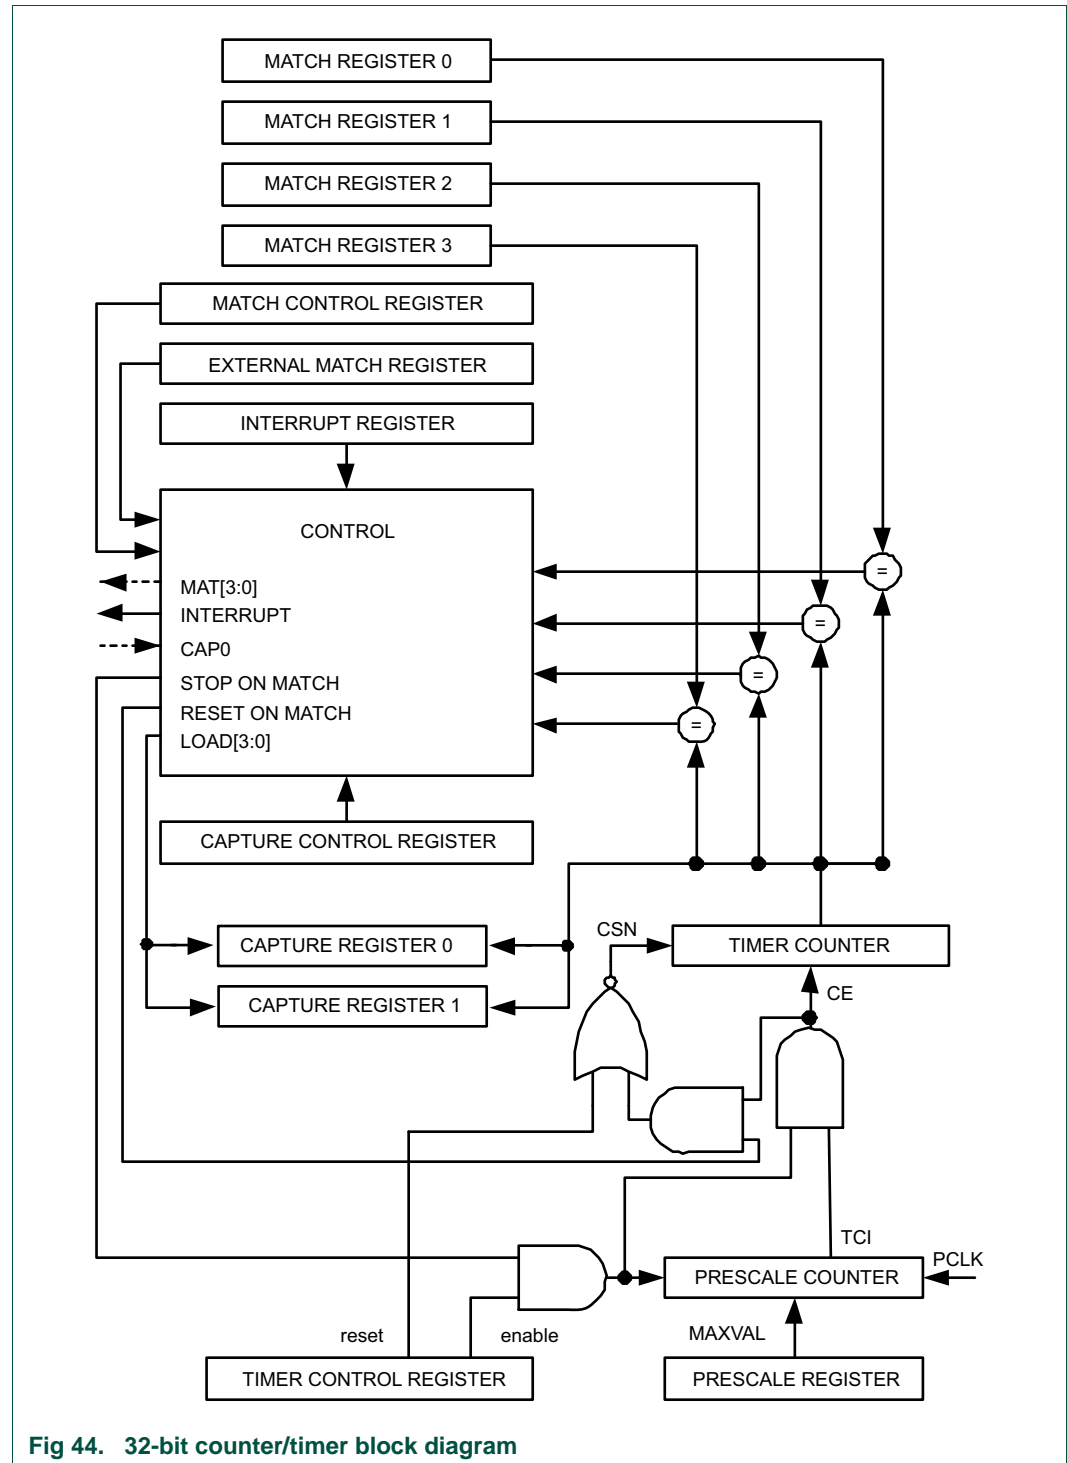 MATCH REGISTER 0
MATCH REGISTER 1
MATCH REGISTER 2
MATCH REGISTER 3
MATCH CONTROL REGISTER
EXTERNAL MATCH REGISTER
INTERRUPT REGISTER
CONTROL
=
=
=
=
MAT[3:0]
INTERRUPT
CAP0
STOP ON MATCH
RESET ON MATCH
LOAD[3:0]
CAPTURE CONTROL REGISTER
CSN
CAPTURE REGISTER 0
TIMER COUNTER
CE
CAPTURE REGISTER 1
TCI
PCLK
PRESCALE COUNTER
reset
enable
MAXVAL
TIMER CONTROL REGISTER
PRESCALE REGISTER
Fig 44. 32-bit counter/timer block diagram